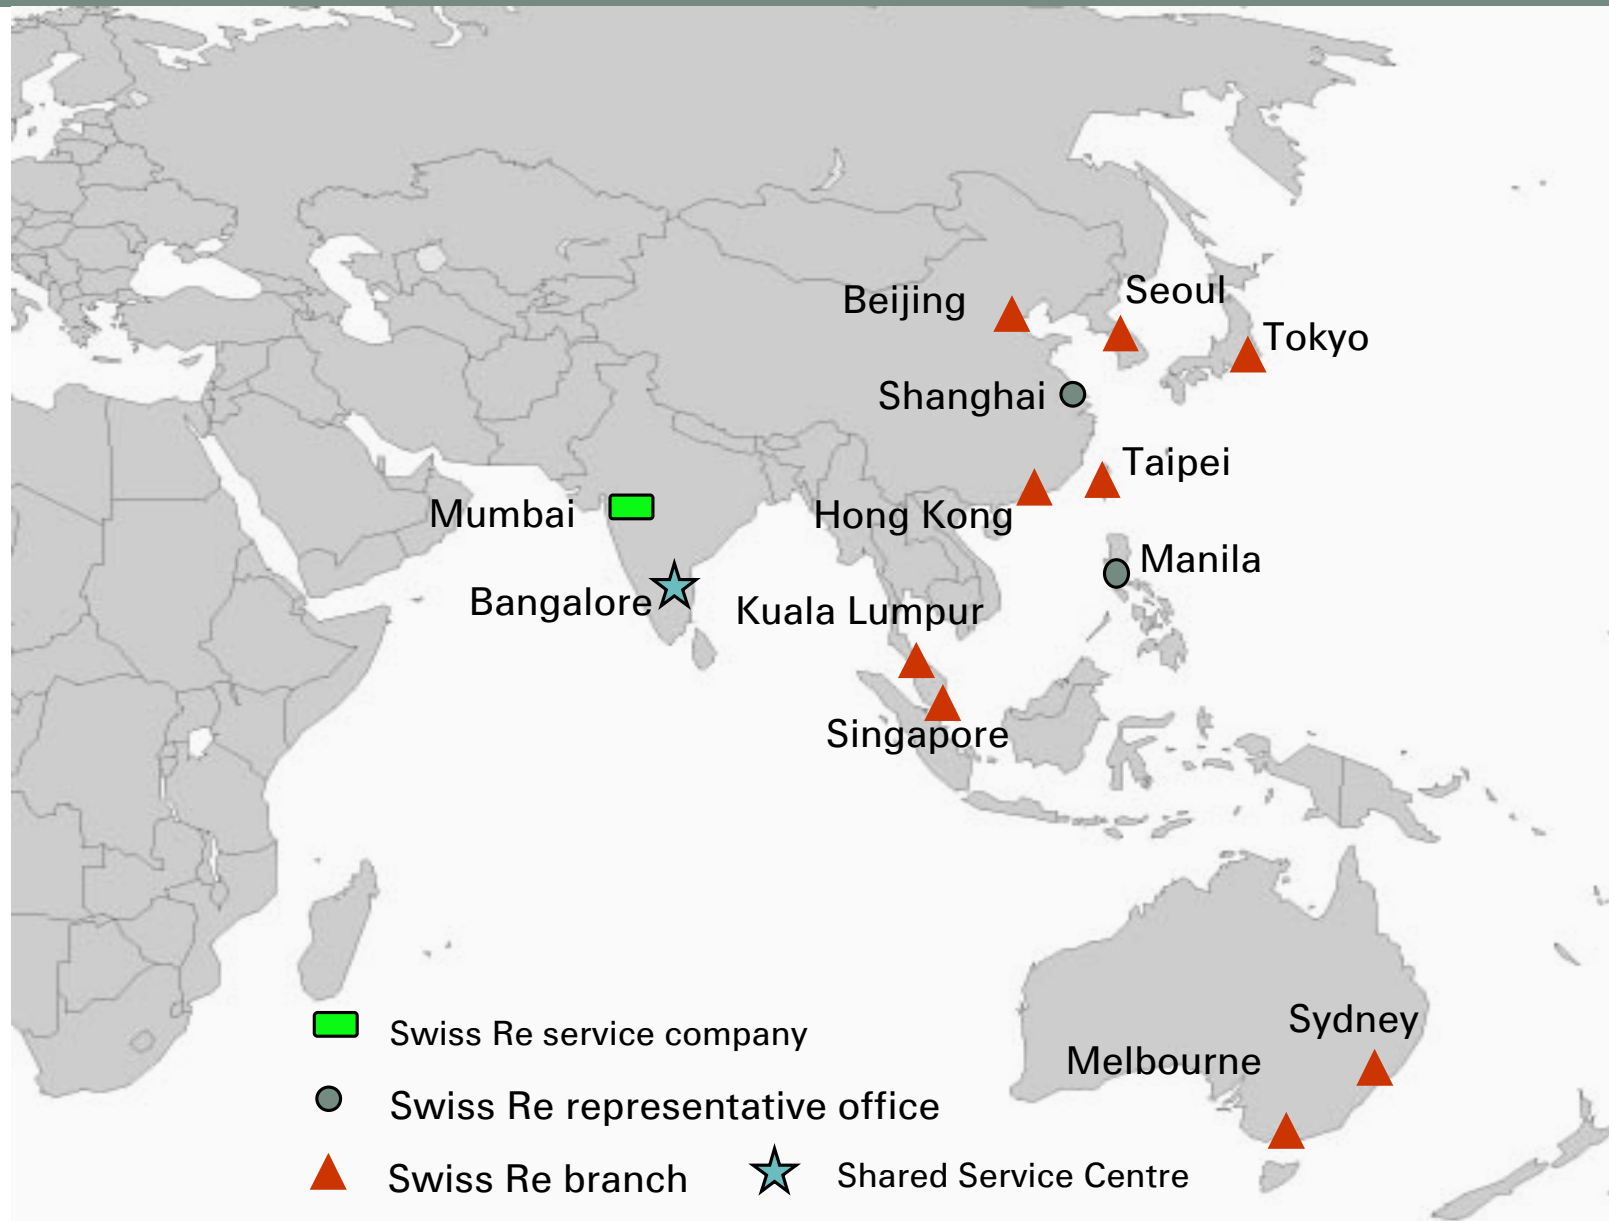 Seoul
Beijing
Tokyo
Shanghai
Taipei
Mumbai
Hong Kong
Manila
Bangalore
Kuala Lumpur
Singapore
Sydney
Melbourne
Swiss Re service company
Swiss Re representative office
Swiss Re branch
Shared Service Centre